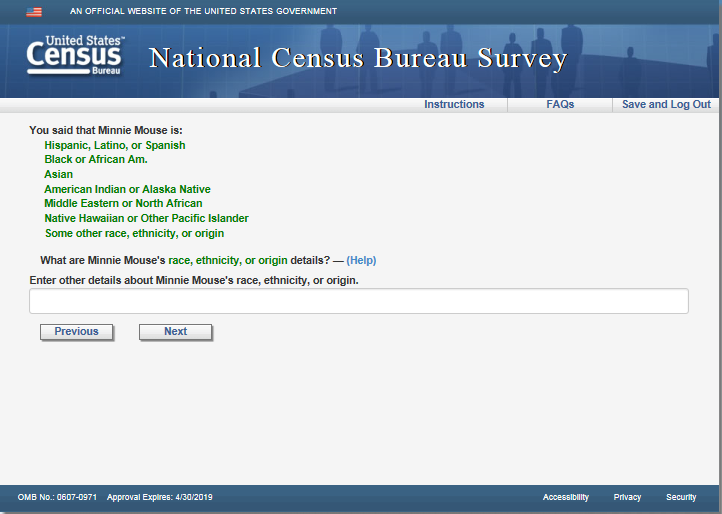 AN OFFICIAL WEBSITE OF THE UNITED STATES GOVERNMENT
United States™
Census
Bureau
National Census Bureau Survey
Instructions FAQs Save and Log Out
You said that Minnie Mouse is:
Hispanic, Latino, or Spanish
Black or African Am.
Asian
American Indian or Alaska Native
Middle Eastern or North African
Native Hawaiian or Other Pacific Islander
Some other race, ethnicity, or origin
What are Minnie Mouse's race, ethnicity, or origin details? — (Help)
Enter other details about Minnie Mouse's race, ethnicity, or origin.
Previous Next
OMB No.: 0607-0971 Approval Expires: 4/30/2019 Accessibility Privacy Security